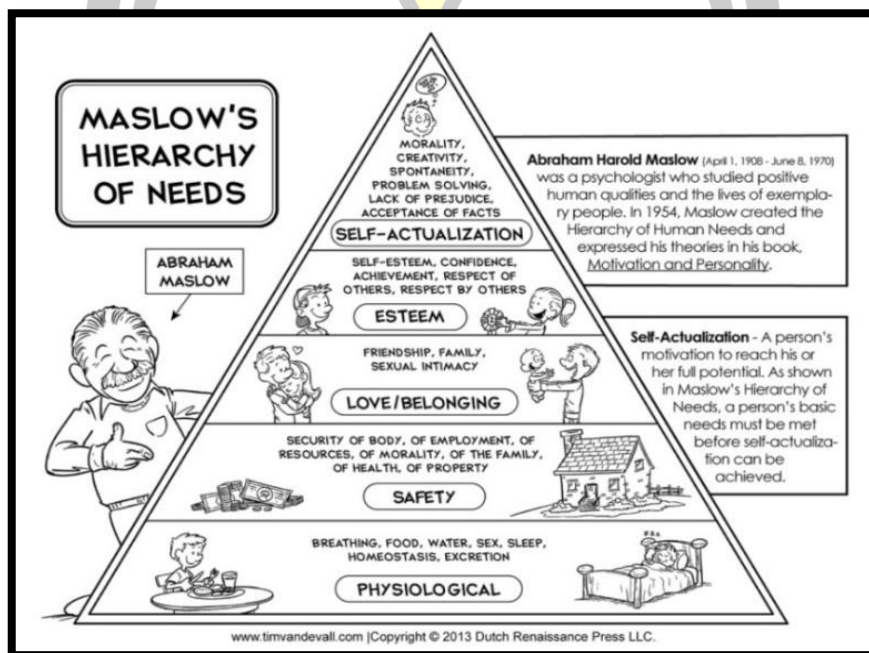 MASLOW'S
HIERARCHY
OF NEEDS
ABRAHAM
MASLOW
MORALITY,
CREATIVITY,
SPONTANEITY,
PROBLEM SOLVING,
LACK OF PREJUDICE,
ACCEPTANCE OF FACTS
SELF-ACTUALIZATION
SELF-ESTEEM, CONFIDENCE,
ACHIEVEMENT, RESPECT OF
OTHERS, RESPECT BY OTHERS
ESTEEM
FRIENDSHIP, FAMILY,
SEXUAL INTIMACY
LOVE/BELONGING
SECURITY OF BODY, OF EMPLOYMENT, OF
RESOURCES, OF MORALITY, OF THE FAMILY,
OF HEALTH, OF PROPERTY
SAFETY
BREATHING, FOOD, WATER, SEX, SLEEP,
HOMEOSTASIS, EXCRETION
PHYSIOLOGICAL
zzz
Abraham Harold Maslow (April 1, 1908 - June 8, 1970)
was a psychologist who studied positive
human qualities and the lives of exempla-
ry people. In 1954, Maslow created the
Hierarchy of Human Needs and
expressed his theories in his book,
Motivation and Personality.
Self-Actualization - A person's
motivation to reach his or
her full potential. As shown
in Maslow's Hierarchy of
Needs, a person's basic
needs must be met
before self-actualiza-
tion can be
achieved.
www.timvandevall.com |Copyright © 2013 Dutch Renaissance Press LLC.